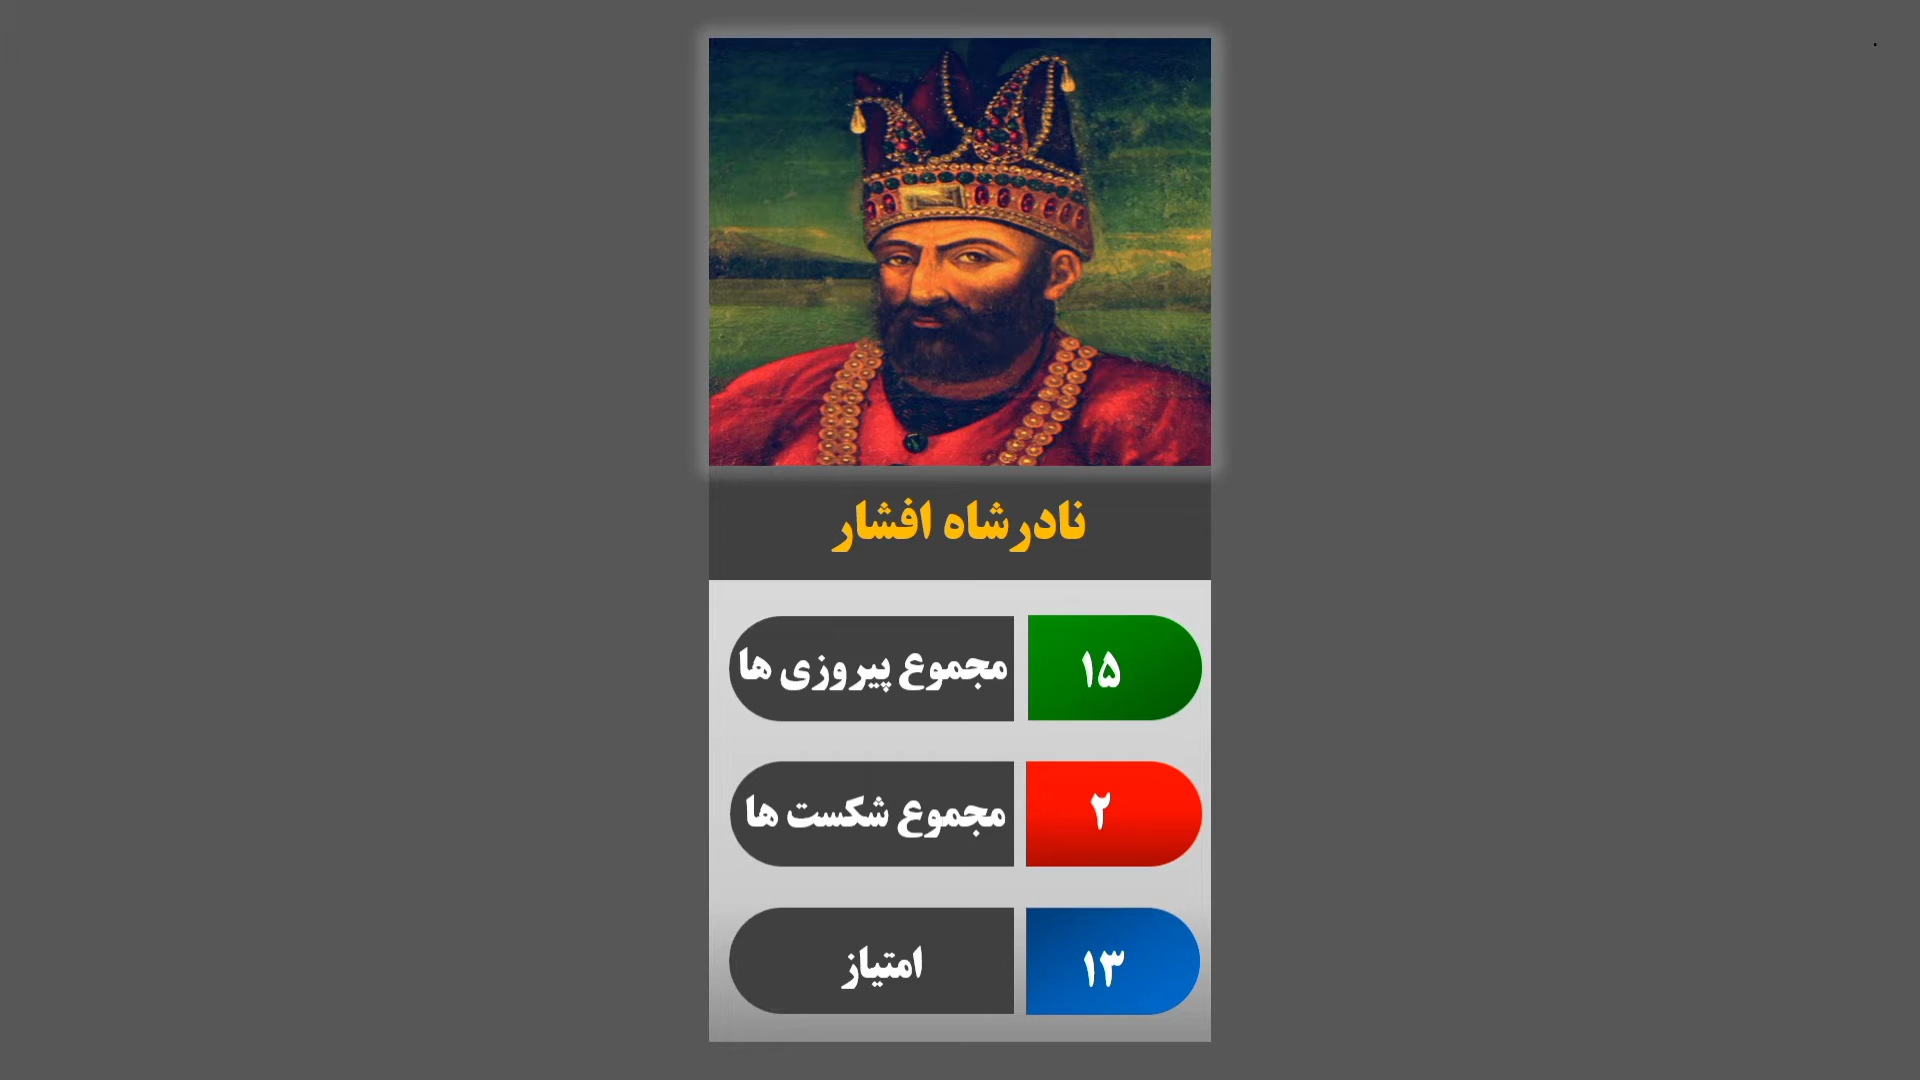 نادرشاه افشار
۱۵ مجموع پیروزی ها
۲ مجموع شکست ها
۱۳ امتیاز